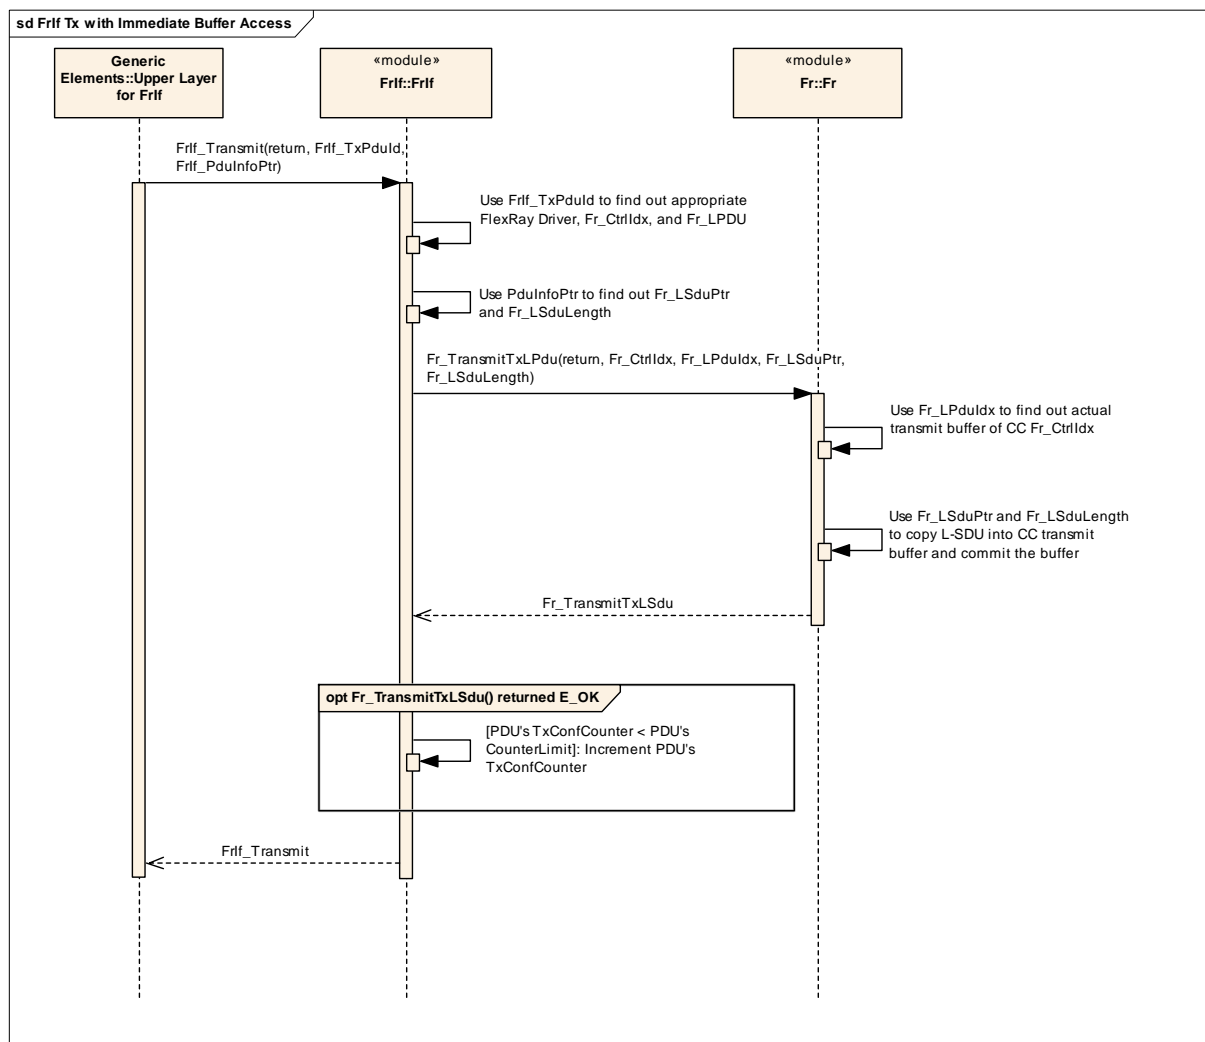 sd FrIf Tx with Immediate Buffer Access
Generic
Elements::Upper Layer
for FrIf
«module»
FrIf::FrIf
«module»
Fr::Fr
FrIf_Transmit(return, FrIf_TxPduId,
FrIf_PduInfoPtr)
Use FrIf_TxPduId to find out appropriate
FlexRay Driver, Fr_CtrlIdx, and Fr_LPDU
Use PduInfoPtr to find out Fr_LSduPtr
and Fr_LSduLength
Fr_TransmitTxLPdu(return, Fr_CtrlIdx, Fr_LPduIdx, Fr_LSduPtr,
Fr_LSduLength)
Use Fr_LPduIdx to find out actual
transmit buffer of CC Fr_CtrlIdx
Use Fr_LSduPtr and Fr_LSduLength
to copy L-SDU into CC transmit
buffer and commit the buffer
Fr_TransmitTxLSdu
opt Fr_TransmitTxLSdu() returned E_OK
[PDU's TxConfCounter < PDU's
CounterLimit]: Increment PDU's
TxConfCounter
FrIf_Transmit